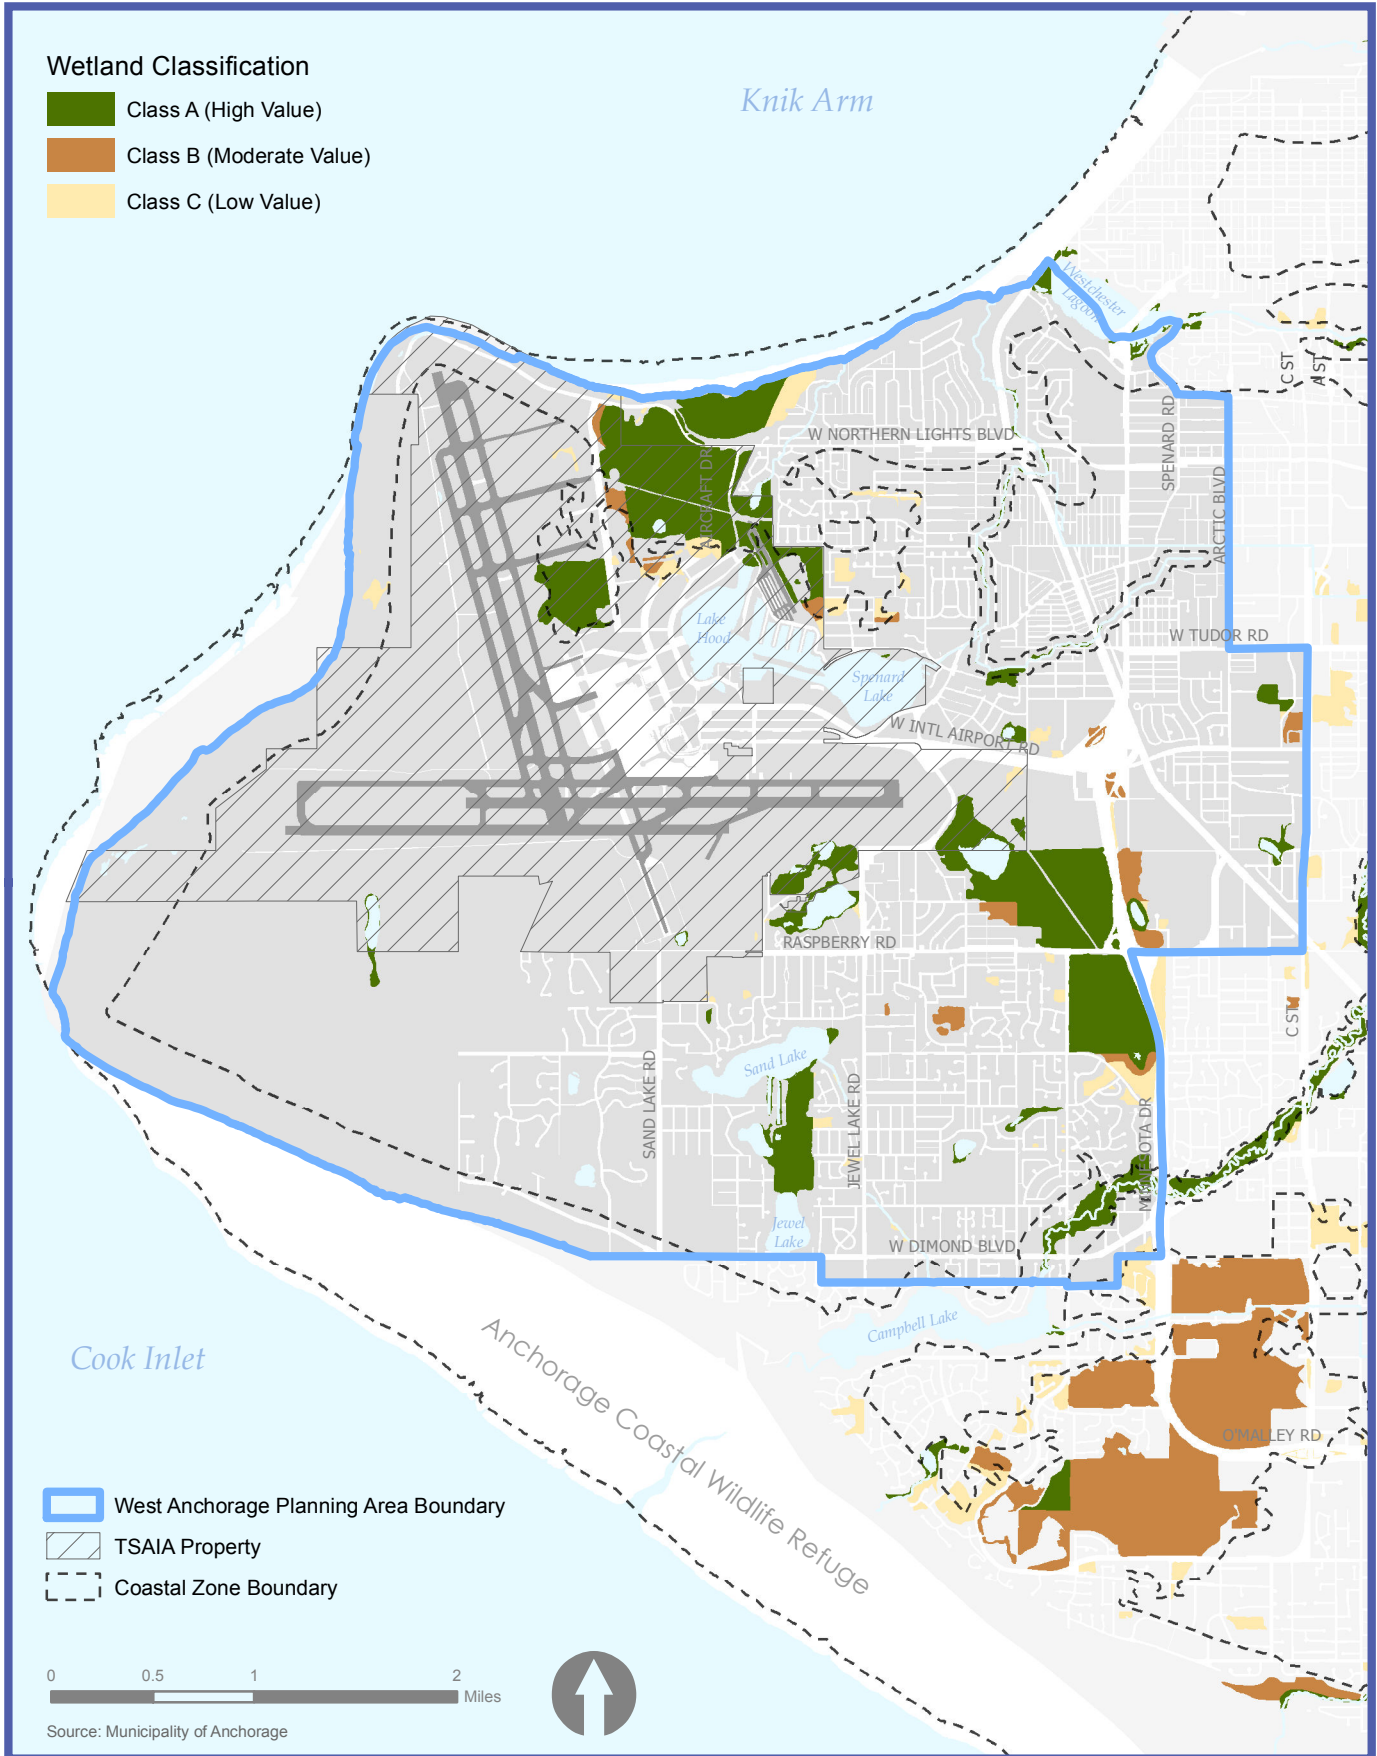 Wetland Classification
Class A (High Value)
Class B (Moderate Value)
Class C (Low Value)
Knik Arm
Westchester
Lagoon
C ST
A ST
W NORTHERN LIGHTS BLVD
SPENARD RD
AIRCRAFT DR
ARCTIC BLVD
Lake
Hood
W TUDOR RD
Spenard
Lake
W INTL AIRPORT RD
RASPBERRY RD
C ST
Sand Lake
SAND LAKE RD
JEWEL LAKE RD
MINNESOTA DR
Jewel
Lake
W DIMOND BLVD
Campbell Lake
Cook Inlet
Anchorage Coastal Wildlife Refuge
O'MALLEY RD
West Anchorage Planning Area Boundary
TSAIA Property
Coastal Zone Boundary
0 0.5 1 2
Miles
Source: Municipality of Anchorage